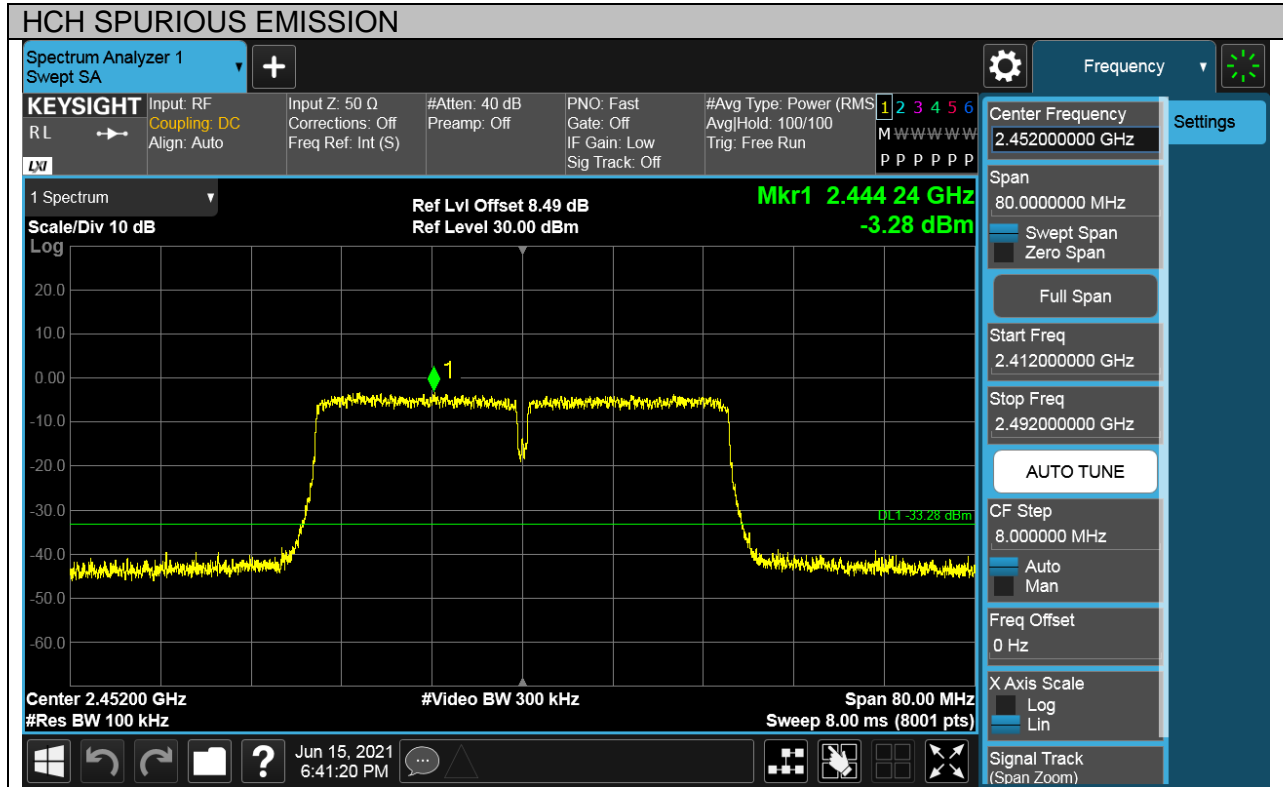 HCH SPURIOUS EMISSION
Spectrum Analyzer 1
Swept SA
Frequency
KEYSIGHT
RL
LXI
Input: RF
Coupling: DC
Align: Auto
Input Z: 50 Ω
Corrections: Off
Freq Ref: Int (S)
#Atten: 40 dB
Preamp: Off
PNO: Fast
Gate: Off
IF Gain: Low
Sig Track: Off
#Avg Type: Power (RMS
Avg|Hold: 100/100
Trig: Free Run
1 2 3 4 5 6
M W W W W W
P P P P P P
1 Spectrum
Scale/Div 10 dB
Ref Lvl Offset 8.49 dB
Ref Level 30.00 dBm
Mkr1 2.444 24 GHz
-3.28 dBm
Log
20.0
10.0
0.00
-10.0
-20.0
-30.0
-40.0
-50.0
-60.0
1
DL1 -33.28 dBm
Center 2.45200 GHz
#Res BW 100 kHz
#Video BW 300 kHz
Span 80.00 MHz
Sweep 8.00 ms (8001 pts)
Center Frequency
2.452000000 GHz
Settings
Span
80.0000000 MHz
Swept Span
Zero Span
Full Span
Start Freq
2.412000000 GHz
Stop Freq
2.492000000 GHz
AUTO TUNE
CF Step
8.000000 MHz
Auto
Man
Freq Offset
0 Hz
X Axis Scale
Log
Lin
Signal Track
(Span Zoom)
?
Jun 15, 2021
6:41:20 PM